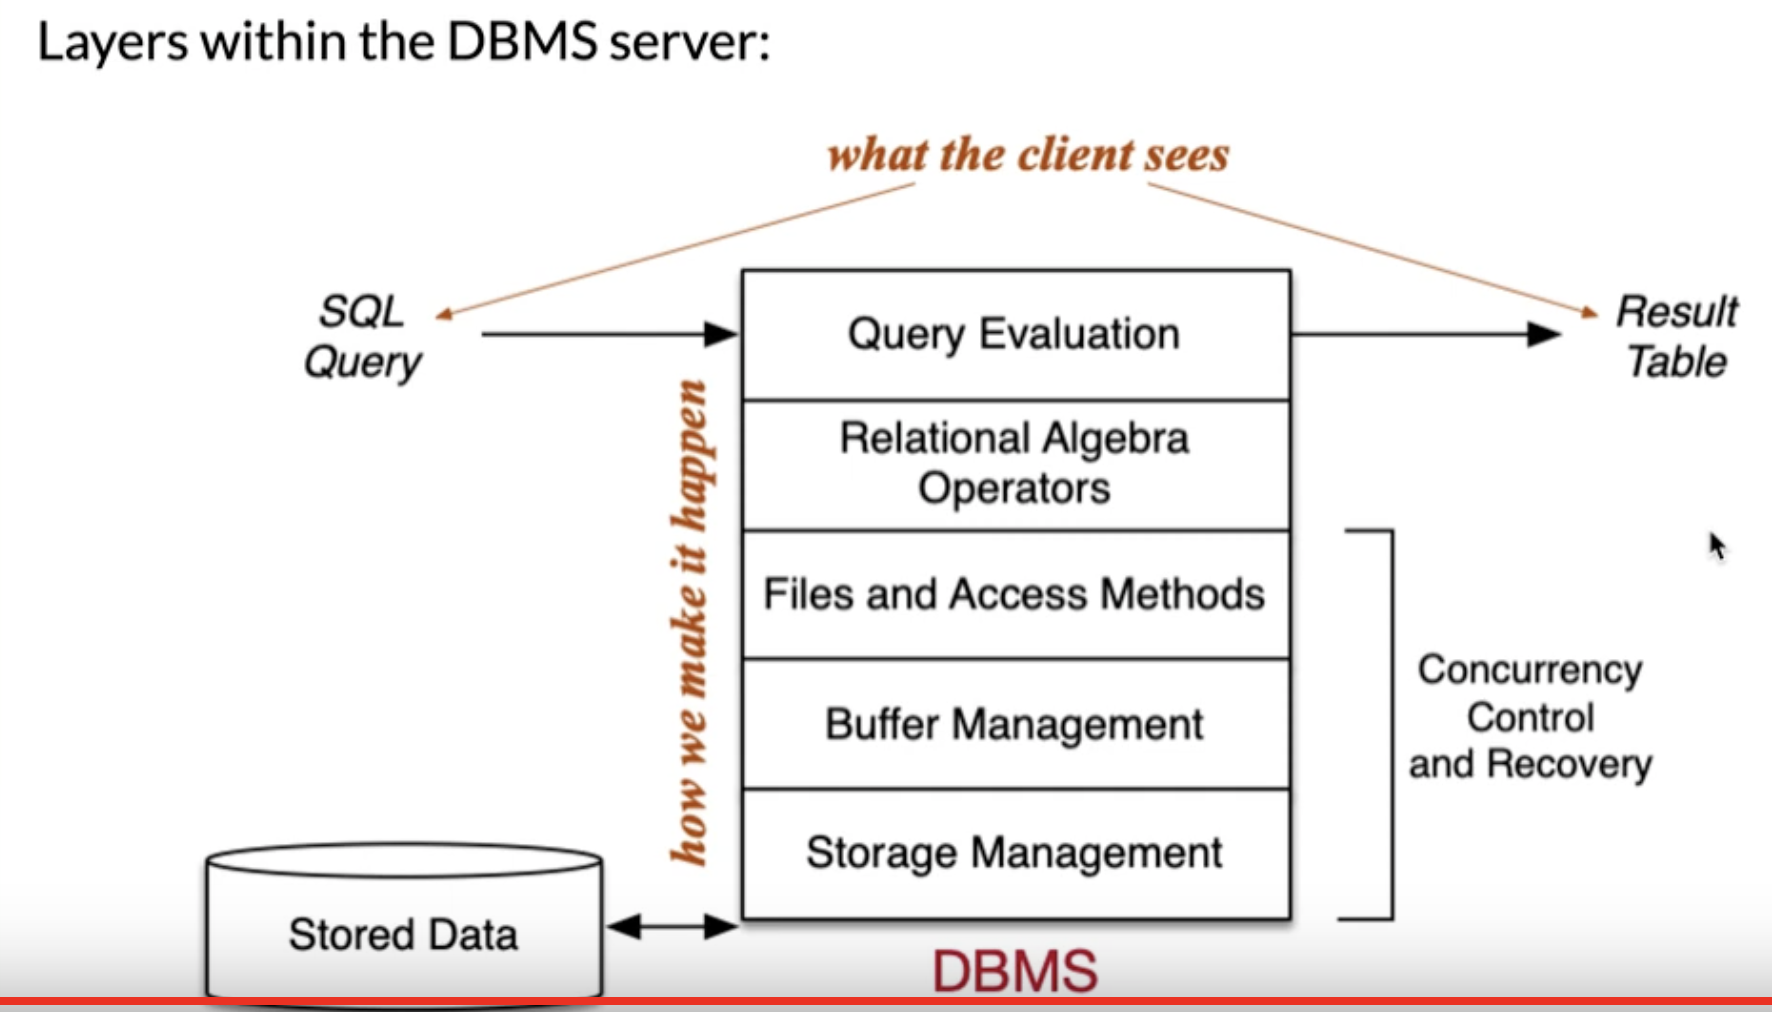 Layers within the DBMS server:
what the client sees
SQL
Query
Query Evaluation
Result
Table
how we make it happen
Relational Algebra
Operators
Files and Access Methods
Buffer Management
Storage Management
Concurrency
Control
and Recovery
Stored Data
DBMS